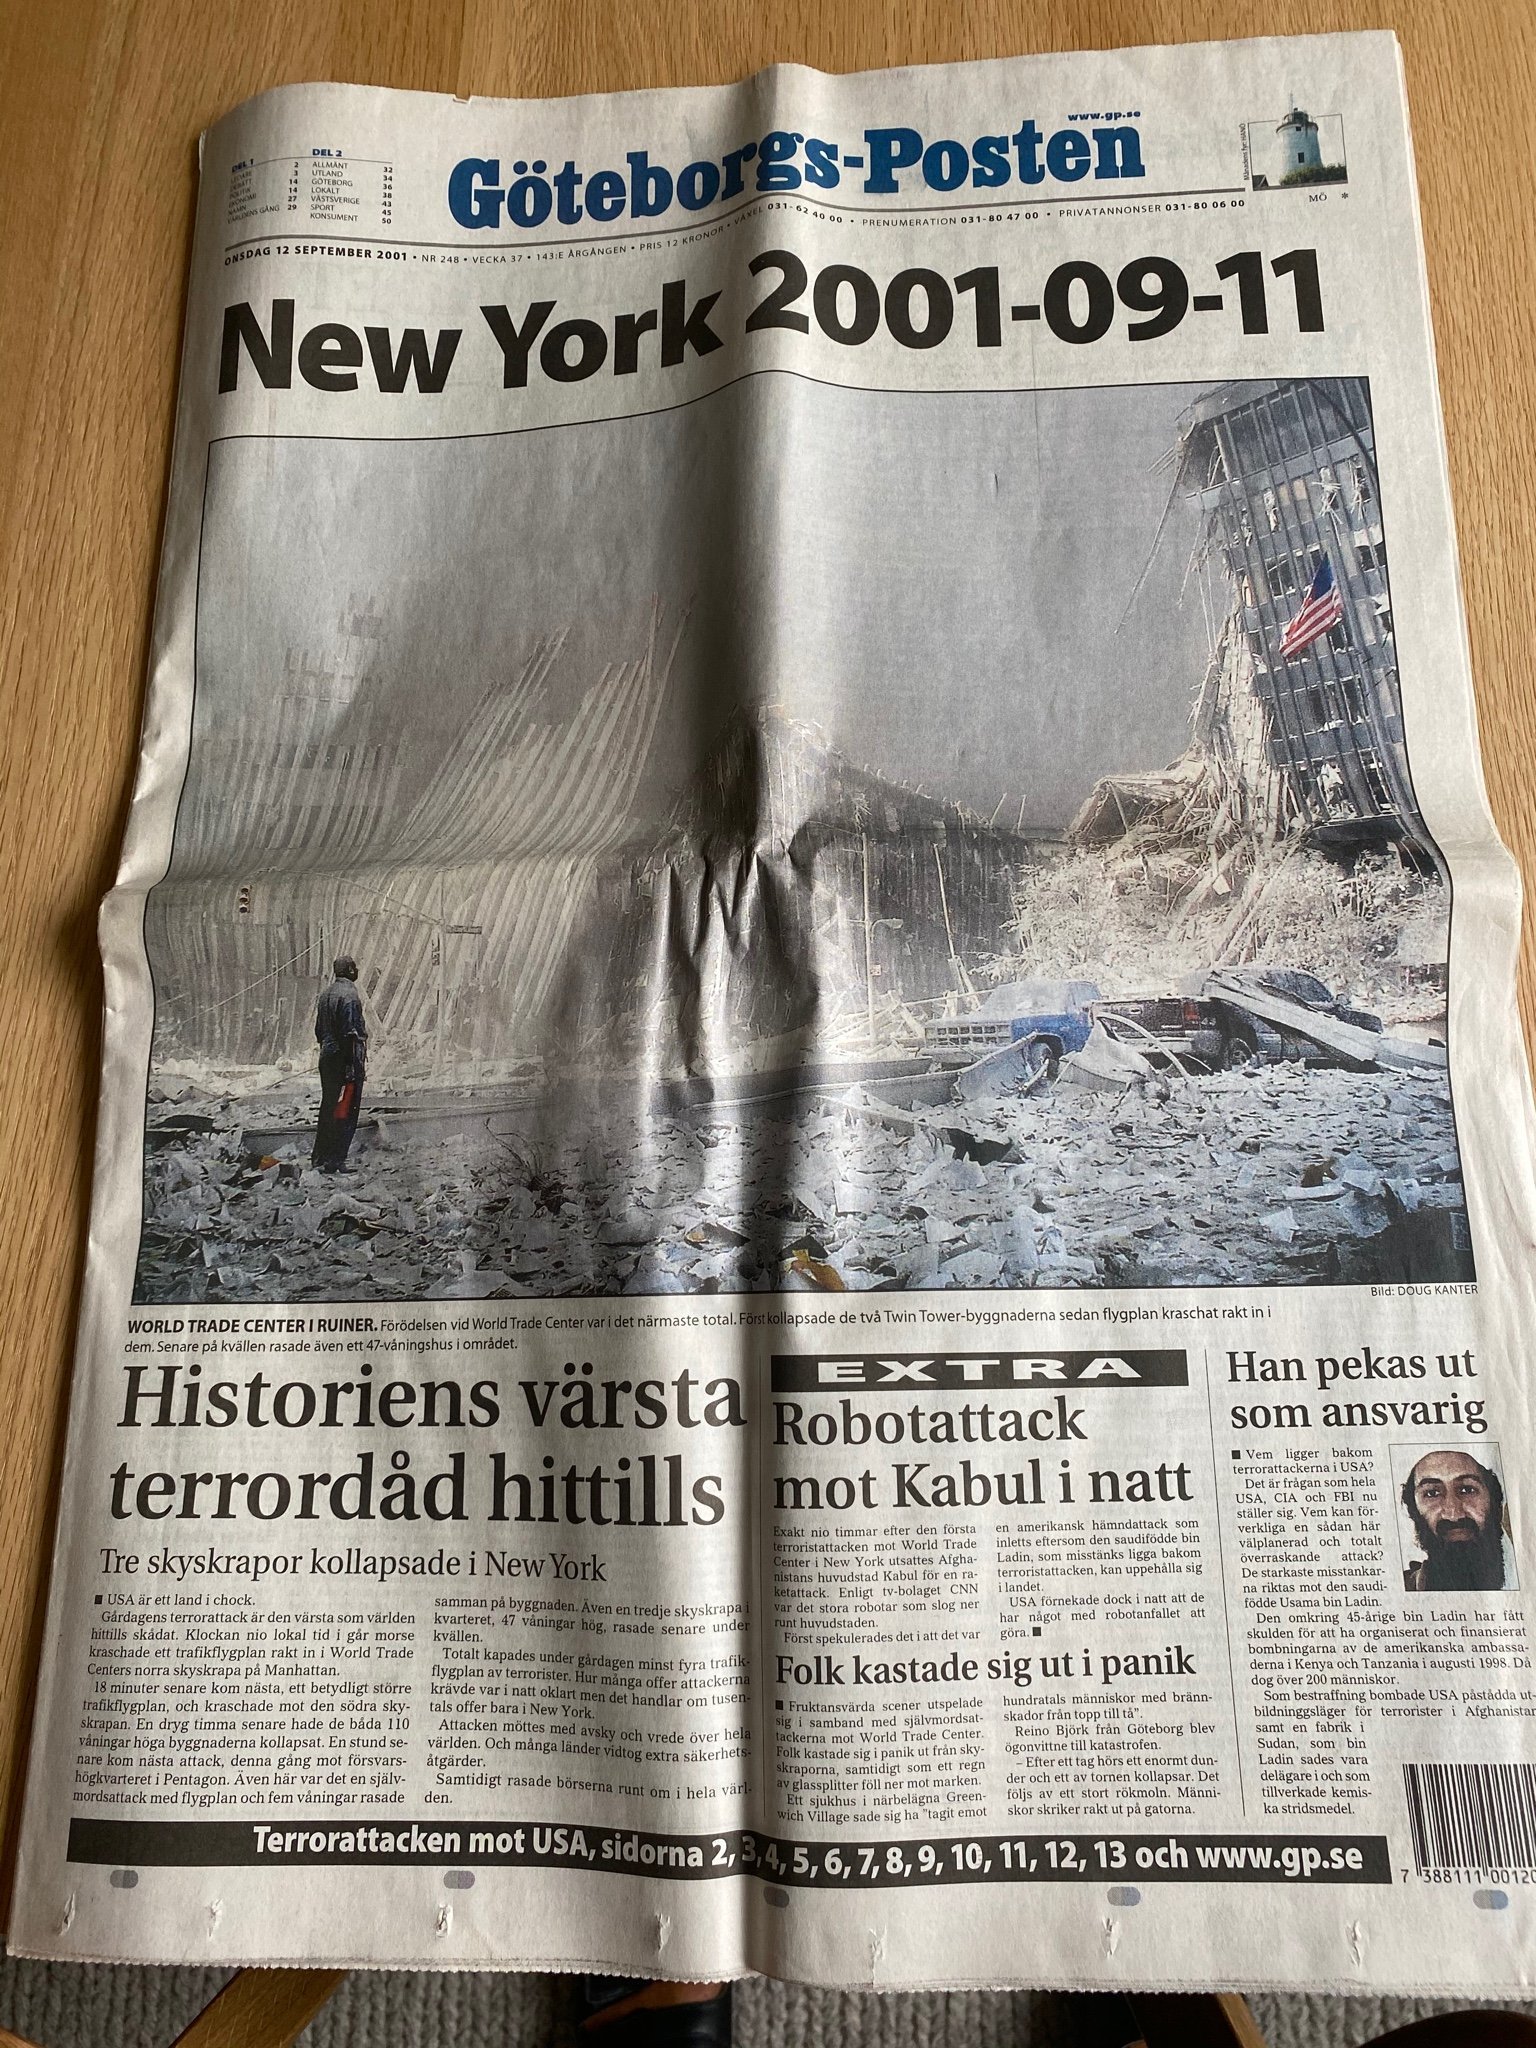 DEL 1
LEDARE 2
DEBATT 3
POLITIK 14
EKONOMI 14
NAMN 27
VÄRLDENS GÅNG 29
DEL 2
ALLMÄNT 32
UTLAND 34
GÖTEBORG 36
LOKALT 38
VÄSTSVERIGE 43
SPORT 45
KONSUMENT 50
www.gp.se
Göteborgs-Posten
MÖ *
ONSDAG 12 SEPTEMBER 2001 • NR 248 • VECKA 37 • 143:E ÅRGÅNGEN • PRIS 12 KRONOR • VÄXEL 031-62 40 00 • PRENUMERATION 031-80 47 00 • PRIVATANNONSER 031-80 06 00
New York 2001-09-11
Bild: DOUG KANTER
WORLD TRADE CENTER I RUINER. Förödelsen vid World Trade Center var i det närmaste total. Först kollapsade de två Twin Tower-byggnaderna sedan flygplan kraschat rakt in i
dem. Senare på kvällen rasade även ett 47-våningshus i området.
Historiens värsta
terrordåd hittills
Tre skyskrapor kollapsade i New York
■ USA är ett land i chock.
Gårdagens terrorattack är den värsta som världen
hittills skådat. Klockan nio lokal tid i går morse
kraschade ett trafikflygplan rakt in i World Trade
Centers norra skyskrapa på Manhattan.
18 minuter senare kom nästa, ett betydligt större
trafikflygplan, och kraschade mot den södra sky-
skrapan. En dryg timma senare hade de båda 110
våningar höga byggnaderna kollapsat. En stund se-
nare kom nästa attack, denna gång mot försvars-
högkvarteret i Pentagon. Även här var det en själv-
mordsattack med flygplan och fem våningar rasade
samman på byggnaden. Även en tredje skyskrapa i
kvarteret, 47 våningar hög, rasade senare under
kvällen.
Totalt kapades under gårdagen minst fyra trafik-
flygplan av terrorister. Hur många offer attackerna
krävde var i natt oklart men det handlar om tusen-
tals offer bara i New York.
Attacken möttes med avsky och vrede över hela
världen. Och många länder vidtog extra säkerhets-
åtgärder.
Samtidigt rasade börserna runt om i hela värl-
den.
EXTRA
Robotattack
mot Kabul i natt
Exakt nio timmar efter den första
terroristattacken mot World Trade
Center i New York utsattes Afgha-
nistans huvudstad Kabul för en ra-
ketattack. Enligt tv-bolaget CNN
var det stora robotar som slog ner
runt huvudstaden.
Först spekulerades det i att det var
en amerikansk hämndattack som
inletts eftersom den saudifödde bin
Ladin, som misstänks ligga bakom
terroristattacken, kan uppehålla sig
i landet.
USA förnekade dock i natt att de
har något med robotanfallet att
göra. ■
Folk kastade sig ut i panik
■ Fruktansvärda scener utspelade
sig i samband med självmordsat-
tackerna mot World Trade Center.
Folk kastade sig i panik ut från sky-
skraporna, samtidigt som ett regn
av glassplitter föll ner mot marken.
Ett sjukhus i närbelägna Green-
wich Village sade sig ha "tagit emot
hundratals människor med bränn-
skador från topp till tå".
Reino Björk från Göteborg blev
ögonvittne till katastrofen.
– Efter ett tag hörs ett enormt dun-
der och ett av tornen kollapsar. Det
följs av ett stort rökmoln. Männi-
skor skriker rakt ut på gatorna.
Han pekas ut
som ansvarig
■ Vem ligger bakom
terrorattackerna i USA?
Det är frågan som hela
USA, CIA och FBI nu
ställer sig. Vem kan för-
verkliga en sådan här
välplanerad och totalt
överraskande attack?
De starkaste misstankar-
na riktas mot den saudi-
födde Usama bin Ladin.
Den omkring 45-årige bin Ladin har fått
skulden för att ha organiserat och finansierat
bombningarna av de amerikanska ambassa-
derna i Kenya och Tanzania i augusti 1998. Då
dog över 200 människor.
Som bestraffning bombade USA påstådda ut-
bildningsläger för terrorister i Afghanistan
samt en fabrik i
Sudan, som bin
Ladin sades vara
delägare i och som
tillverkade kemis-
ka stridsmedel.
Terrorattacken mot USA, sidorna 2, 3, 4, 5, 6, 7, 8, 9, 10, 11, 12, 13 och www.gp.se
7 388111 00120